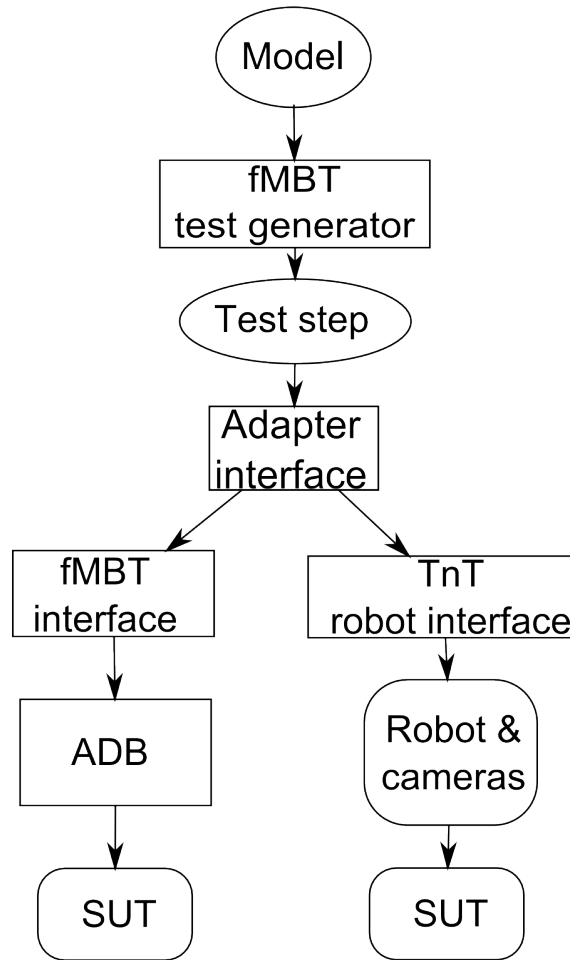 Model
fMBT
test generator
Test step
Adapter
interface
fMBT
interface
TnT
robot interface
ADB
Robot &
cameras
SUT
SUT